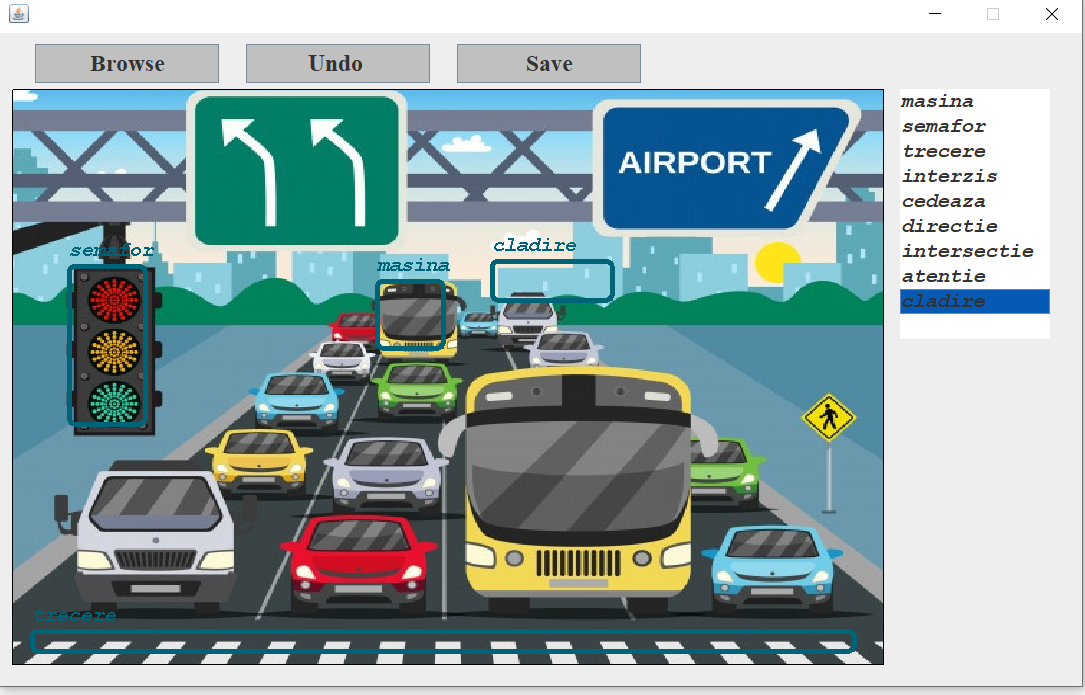 Browse Undo Save
AIRPORT
semafor
cladire
masina
trecere
masina
semafor
trecere
interzis
cedeaza
directie
intersectie
atentie
cladire